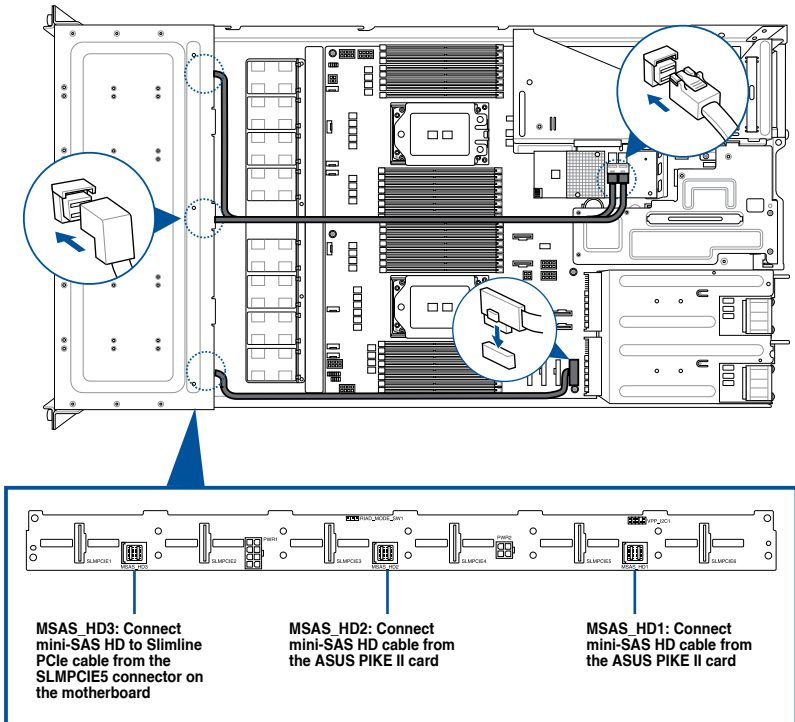 RIAD_MODE_SW1
VPP_I2C1
PWR1
PWR2
SLMPCIE1
MSAS_HD3
SLMPCIE2
SLMPCIE3
MSAS_HD2
SLMPCIE4
SLMPCIE5
MSAS_HD1
SLMPCIE6
MSAS_HD3: Connect
mini-SAS HD to Slimline
PCIe cable from the
SLMPCIE5 connector on
the motherboard
MSAS_HD2: Connect
mini-SAS HD cable from
the ASUS PIKE II card
MSAS_HD1: Connect
mini-SAS HD cable from
the ASUS PIKE II card